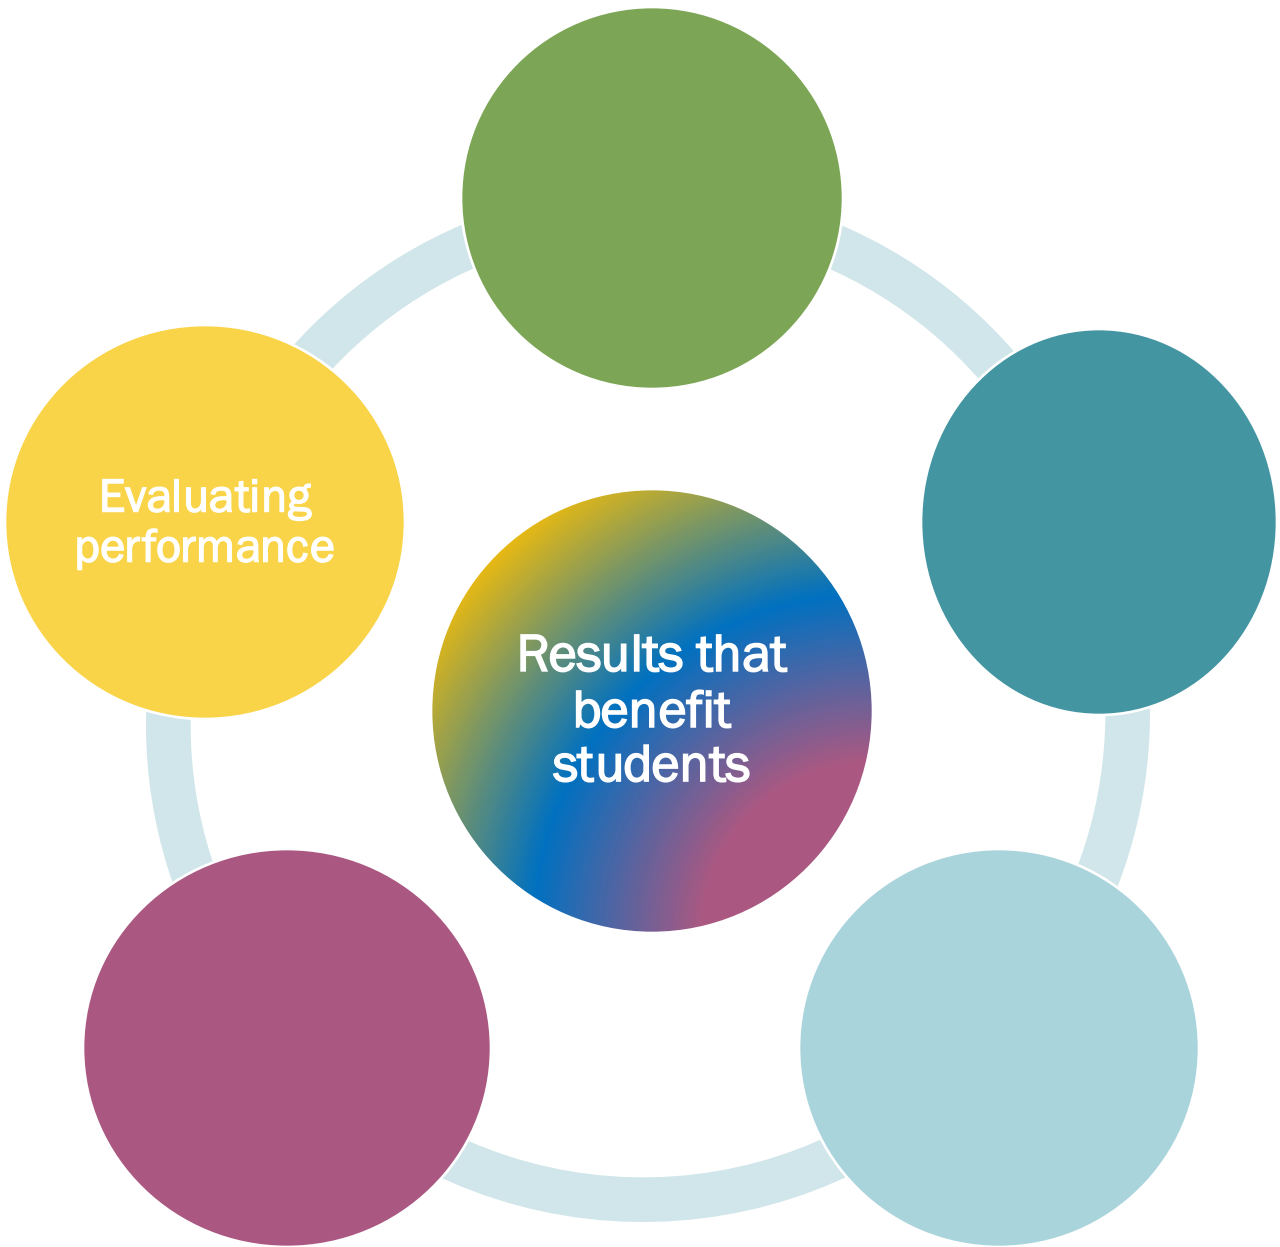 Evaluating
performance
Results that
benefit
students